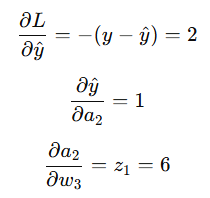 ∂L/∂ŷ = −(y − ŷ) = 2
∂ŷ/∂a₂ = 1
∂a₂/∂w₃ = z₁ = 6